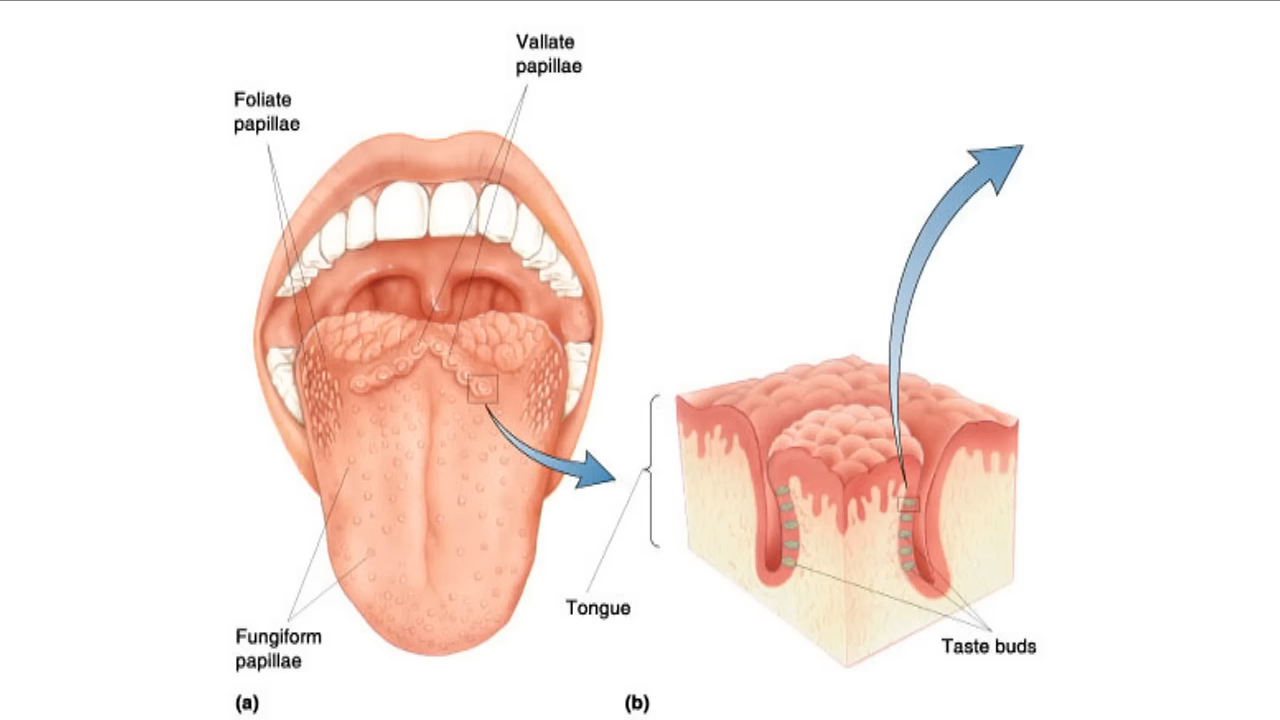 Vallate
papillae
Foliate
papillae
Tongue
Fungiform
papillae
Taste buds
(a)
(b)